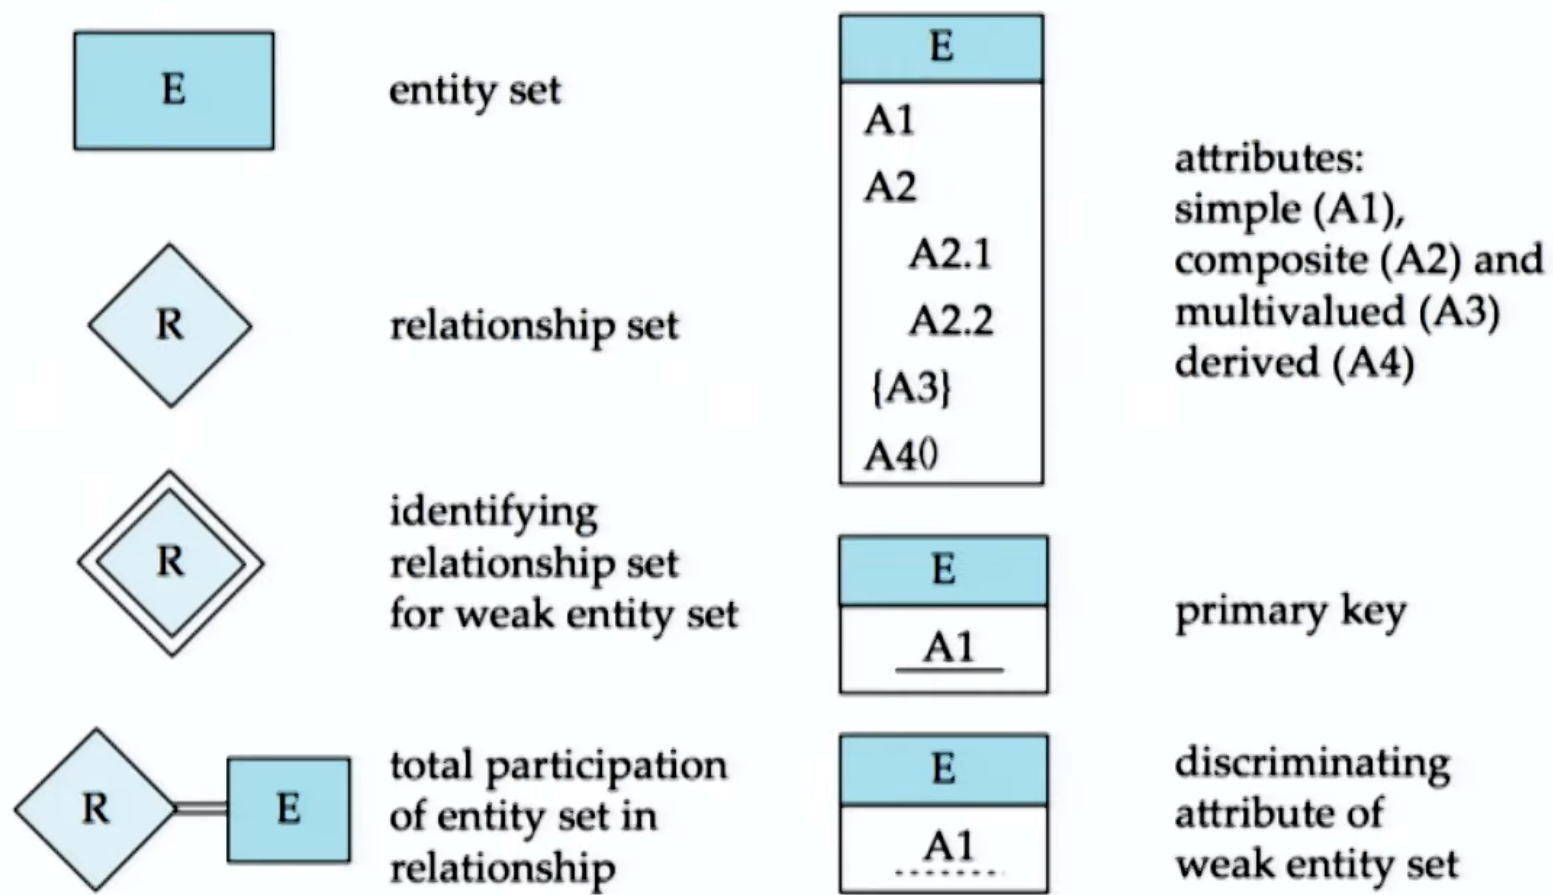 E
entity set
R
relationship set
R
identifying
relationship set
for weak entity set
R
E
total participation
of entity set in
relationship
E
A1
A2
A2.1
A2.2
{A3}
A4()
attributes:
simple (A1),
composite (A2) and
multivalued (A3)
derived (A4)
E
A1
primary key
E
A1
discriminating
attribute of
weak entity set